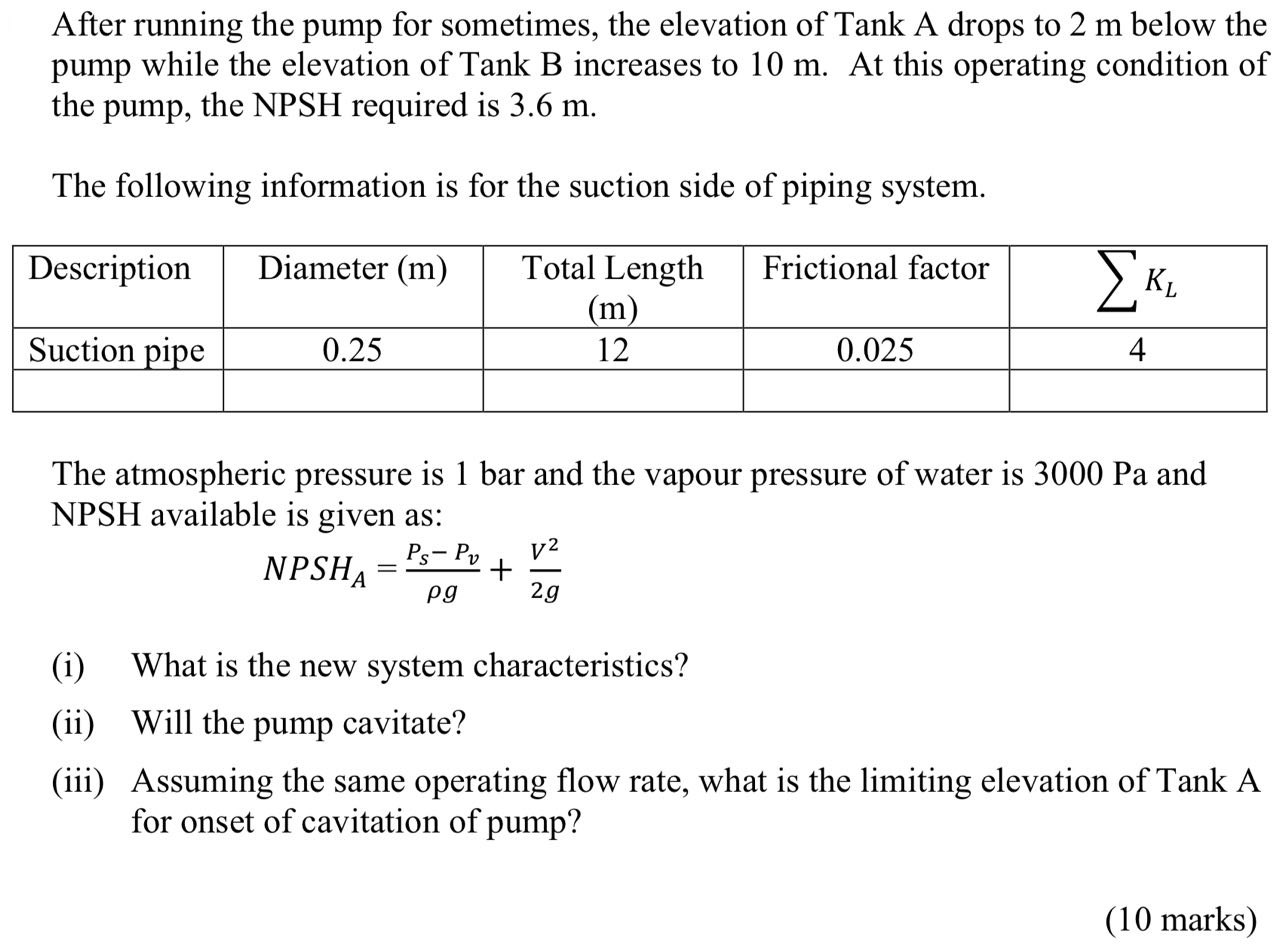 After running the pump for sometimes, the elevation of Tank A drops to 2 m below the
pump while the elevation of Tank B increases to 10 m. At this operating condition of
the pump, the NPSH required is 3.6 m.
The following information is for the suction side of piping system.
Description Diameter (m) Total Length (m) Frictional factor ∑ K_L
Suction pipe 0.25 12 0.025 4
The atmospheric pressure is 1 bar and the vapour pressure of water is 3000 Pa and
NPSH available is given as:
NPSH_A = (P_s − P_v)/(ρg) + V²/(2g)
(i) What is the new system characteristics?
(ii) Will the pump cavitate?
(iii) Assuming the same operating flow rate, what is the limiting elevation of Tank A
for onset of cavitation of pump?
(10 marks)